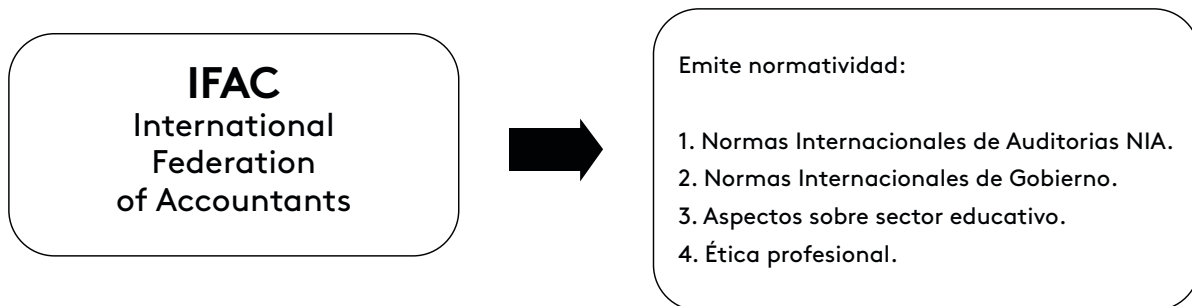 IFAC
International
Federation
of Accountants
Emite normatividad:
1. Normas Internacionales de Auditorias NIA.
2. Normas Internacionales de Gobierno.
3. Aspectos sobre sector educativo.
4. Ética profesional.